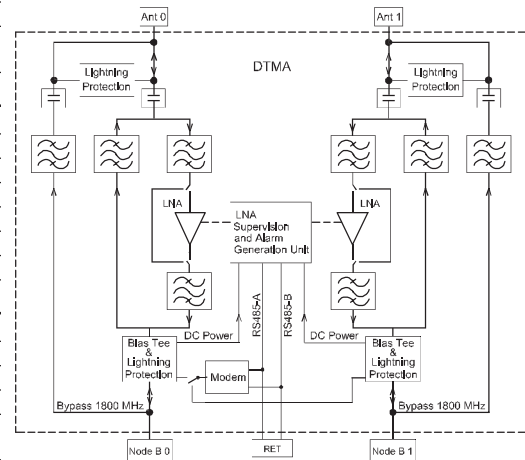 Ant 0
Ant 1
DTMA
Lightning
Protection
Lightning
Protection
LNA
LNA
LNA
Supervision
and Alarm
Generation Unit
RS485-A
RS485-B
DC Power
DC Power
Bias Tee
&
Lightning
Protection
Modem
Bias Tee
&
Lightning
Protection
Bypass 1800 MHz
Bypass 1800 MHz
Node B 0
RET
Node B 1